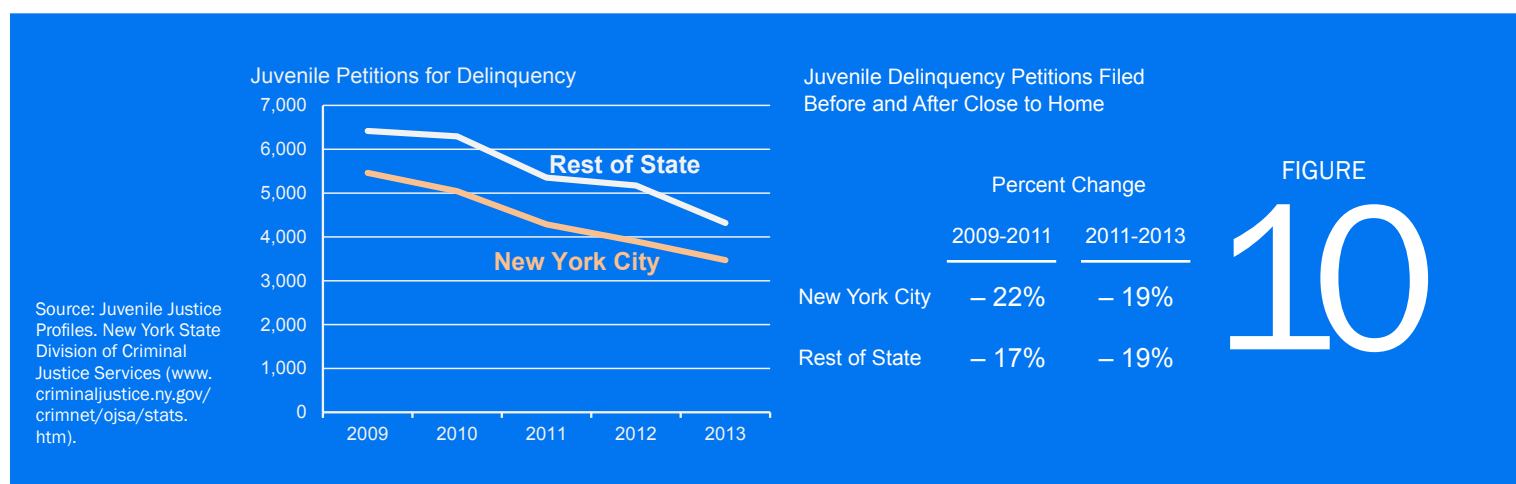 Juvenile Petitions for Delinquency
7,000
6,000
5,000
4,000
3,000
2,000
1,000
0
2009 2010 2011 2012 2013
Rest of State
New York City
Source: Juvenile Justice
Profiles. New York State
Division of Criminal
Justice Services (www.
criminaljustice.ny.gov/
crimnet/ojsa/stats.
htm).
Juvenile Delinquency Petitions Filed
Before and After Close to Home
Percent Change
2009-2011 2011-2013
New York City – 22% – 19%
Rest of State – 17% – 19%
FIGURE
10